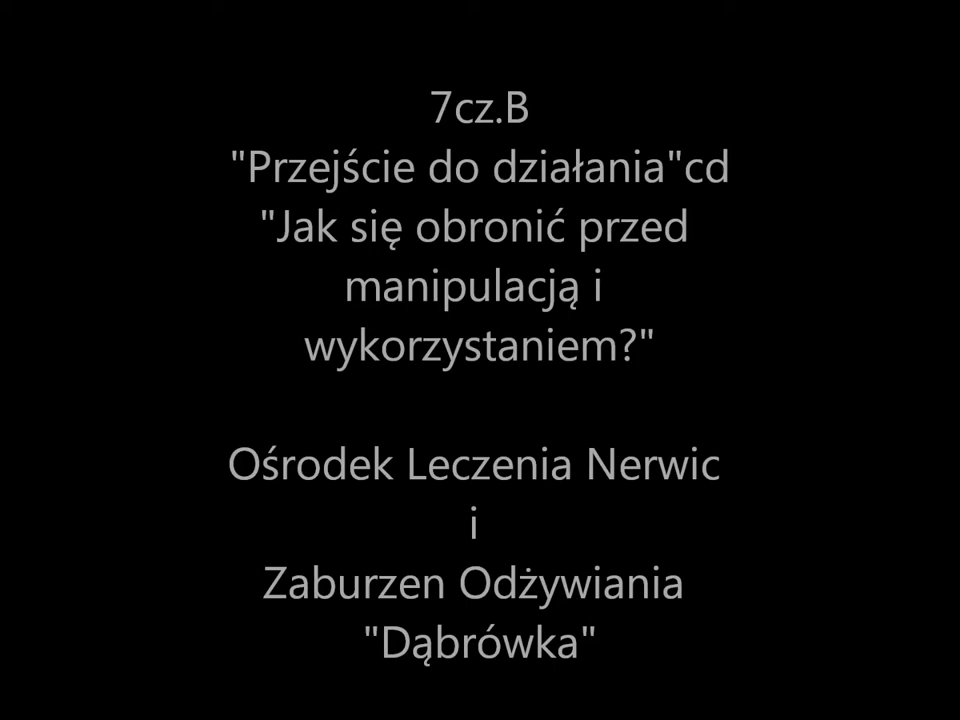 7cz.B
"Przejście do działania"cd
"Jak się obronić przed
manipulacją i
wykorzystaniem?"
Ośrodek Leczenia Nerwic
i
Zaburzen Odżywiania
"Dąbrówka"